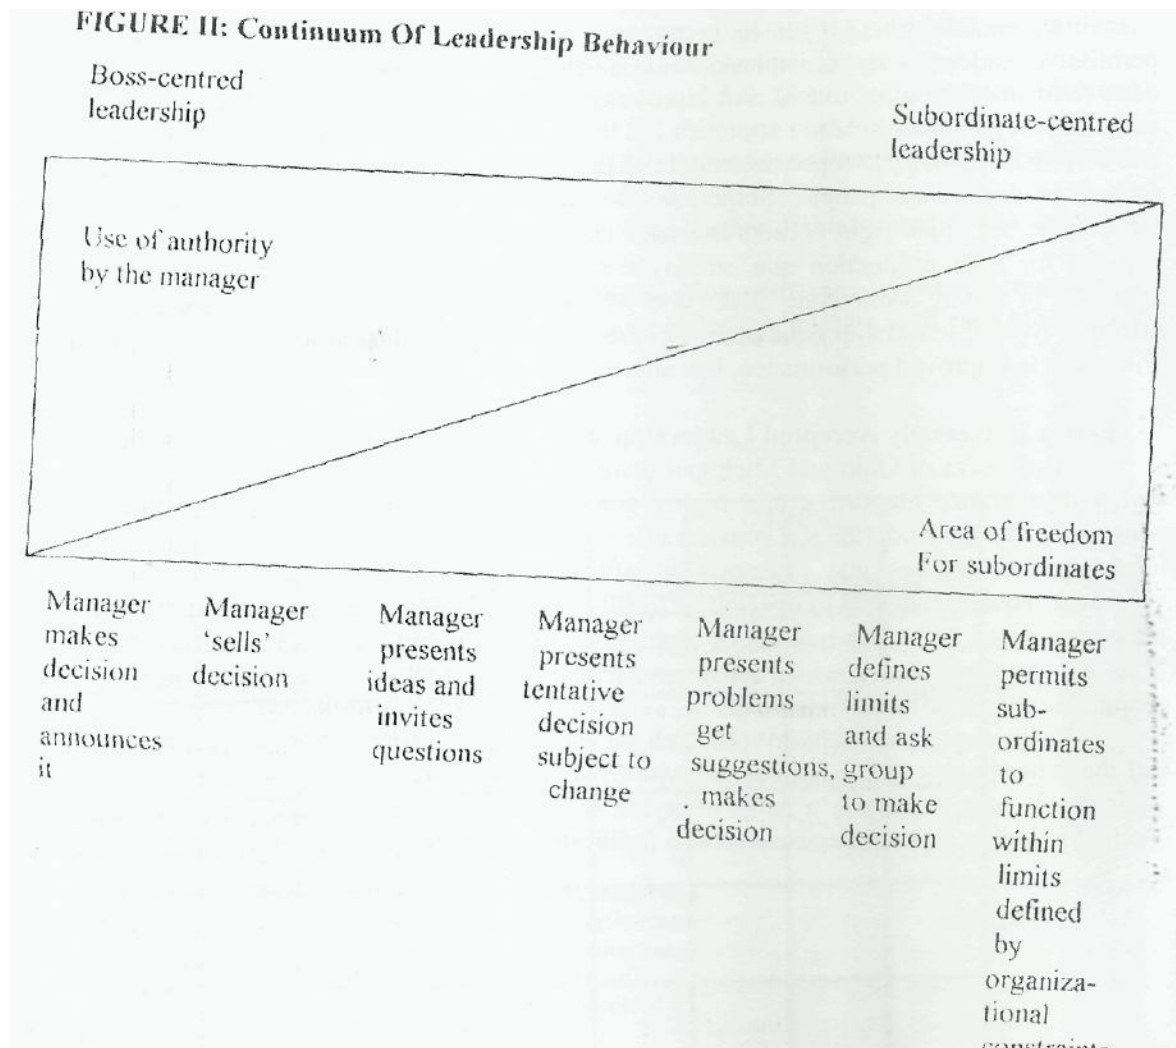 FIGURE II: Continuum Of Leadership Behaviour
Boss-centred
leadership
Subordinate-centred
leadership
Use of authority
by the manager
Area of freedom
For subordinates
Manager
makes
decision
and
announces
it
Manager
‘sells’
decision
Manager
presents
ideas and
invites
questions
Manager
presents
tentative
decision
subject to
change
Manager
presents
problems
get
suggestions,
makes
decision
Manager
defines
limits
and ask
group
to make
decision
Manager
permits
sub-
ordinates
to
function
within
limits
defined
by
organiza-
tional